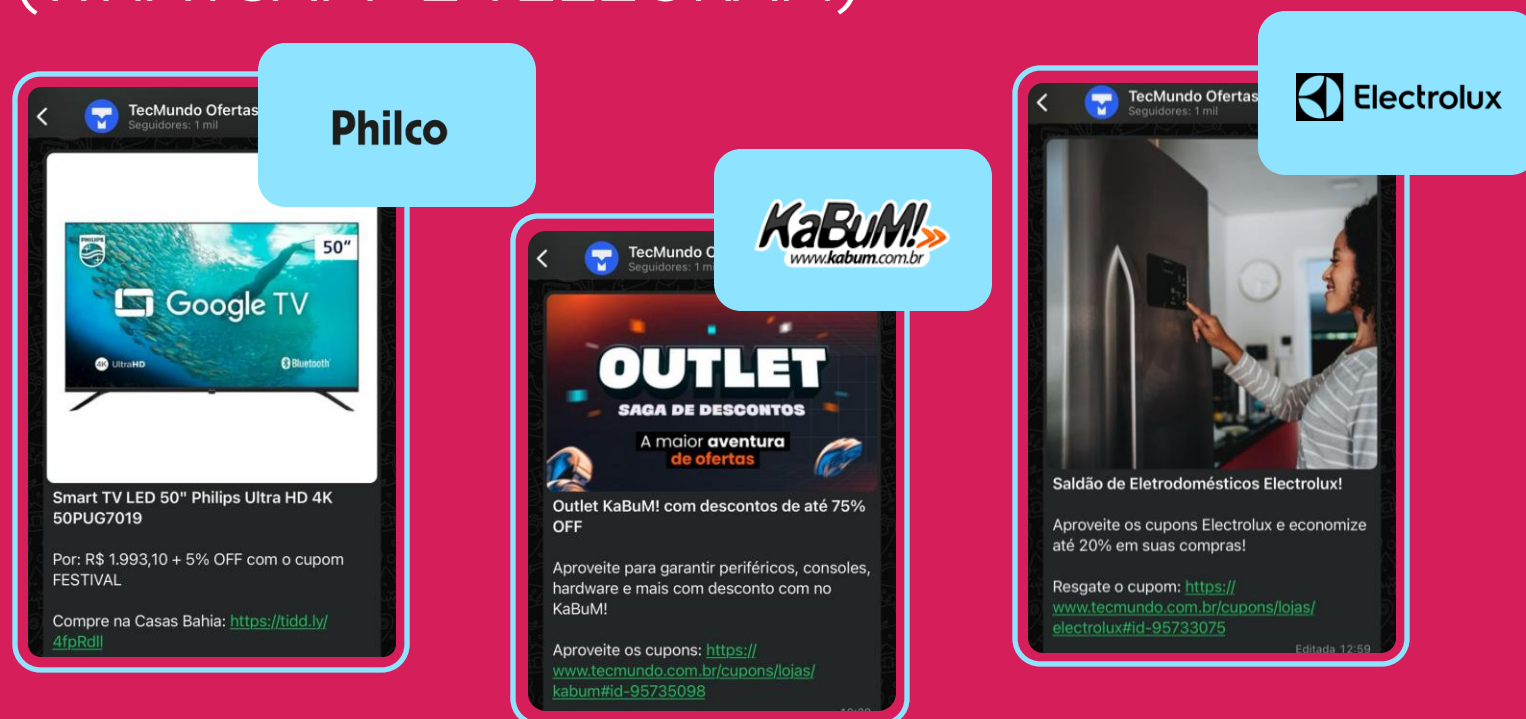 (WHATSAPP E TELEGRAM)
TecMundo Ofertas
Seguidores: 1 mil
Philco
PHILIPS
50"
Google TV
4K UltraHD
Bluetooth
Smart TV LED 50" Philips Ultra HD 4K
50PUG7019
Por: R$ 1.993,10 + 5% OFF com o cupom
FESTIVAL
Compre na Casas Bahia: https://tidd.ly/
4fpRdll
TecMundo O
Seguidores: 1 m
KaBuM!
www.kabum.com.br
OUTLET
SAGA DE DESCONTOS
A maior aventura
de ofertas
Outlet KaBuM! com descontos de até 75%
OFF
Aproveite para garantir periféricos, consoles,
hardware e mais com desconto com no
KaBuM!
Aproveite os cupons: https://
www.tecmundo.com.br/cupons/lojas/
kabum#id-95735098
TecMundo Ofertas
Seguidores: 1 mil
Electrolux
Saldão de Eletrodomésticos Electrolux!
Aproveite os cupons Electrolux e economize
até 20% em suas compras!
Resgate o cupom: https://
www.tecmundo.com.br/cupons/lojas/
electrolux#id-95733075
Editada 12:59